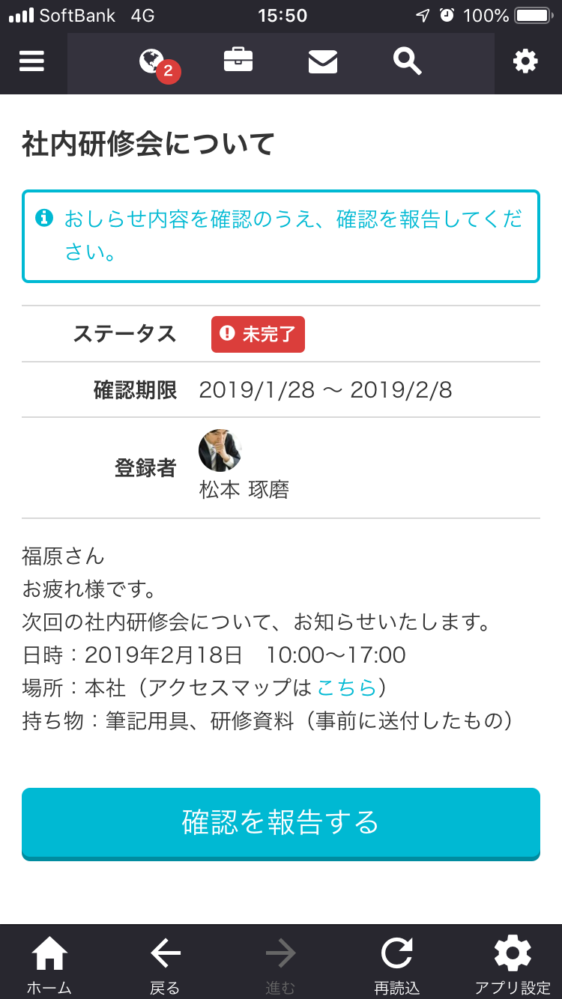 SoftBank 4G 15:50 100%
2
社内研修会について
おしらせ内容を確認のうえ、確認を報告してくだ
さい。
ステータス 未完了
確認期限 2019/1/28 〜 2019/2/8
登録者
松本 琢磨
福原さん
お疲れ様です。
次回の社内研修会について、お知らせいたします。
日時：2019年2月18日　10:00〜17:00
場所：本社（アクセスマップは こちら）
持ち物：筆記用具、研修資料（事前に送付したもの）
確認を報告する
ホーム 戻る 進む 再読込 アプリ設定